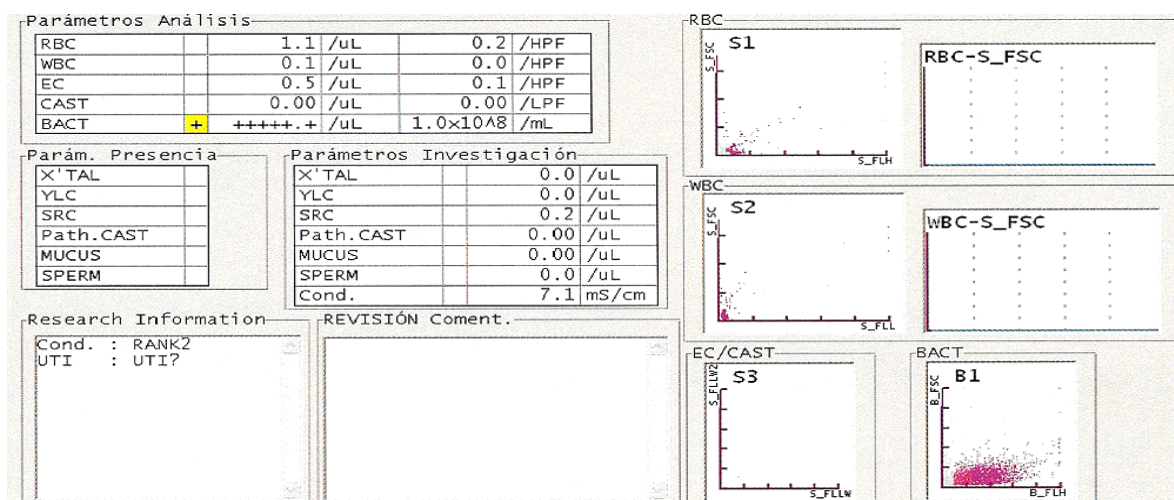 Parámetros Análisis
RBC 1.1 /uL 0.2 /HPF
WBC 0.1 /uL 0.0 /HPF
EC 0.5 /uL 0.1 /HPF
CAST 0.00 /uL 0.00 /LPF
BACT + +++++.+ /uL 1.0x10^8 /mL
Parám. Presencia
X'TAL
YLC
SRC
Path.CAST
MUCUS
SPERM
Parámetros Investigación
X'TAL 0.0 /uL
YLC 0.0 /uL
SRC 0.2 /uL
Path.CAST 0.00 /uL
MUCUS 0.00 /uL
SPERM 0.0 /uL
Cond. 7.1 mS/cm
Research Information
Cond. : RANK2
UTI : UTI?
REVISIÓN Coment.
RBC
S1
S_FSC
S_FLH
RBC-S_FSC
WBC
S2
S_FSC
S_FLL
WBC-S_FSC
EC/CAST
S3
S_FLLW2
S_FLLW
BACT
B1
B_FSC
B_FLH